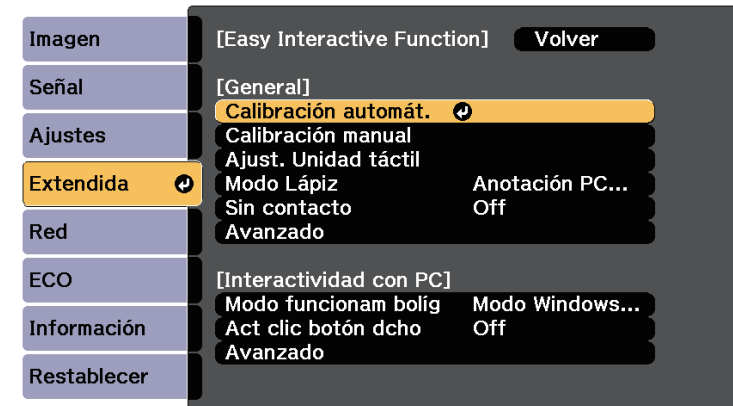 Imagen
Señal
Ajustes
Extendida
Red
ECO
Información
Restablecer
[Easy Interactive Function] Volver
[General]
Calibración automát.
Calibración manual
Ajust. Unidad táctil
Modo Lápiz Anotación PC...
Sin contacto Off
Avanzado
[Interactividad con PC]
Modo funcionam bolíg Modo Windows...
Act clic botón dcho Off
Avanzado